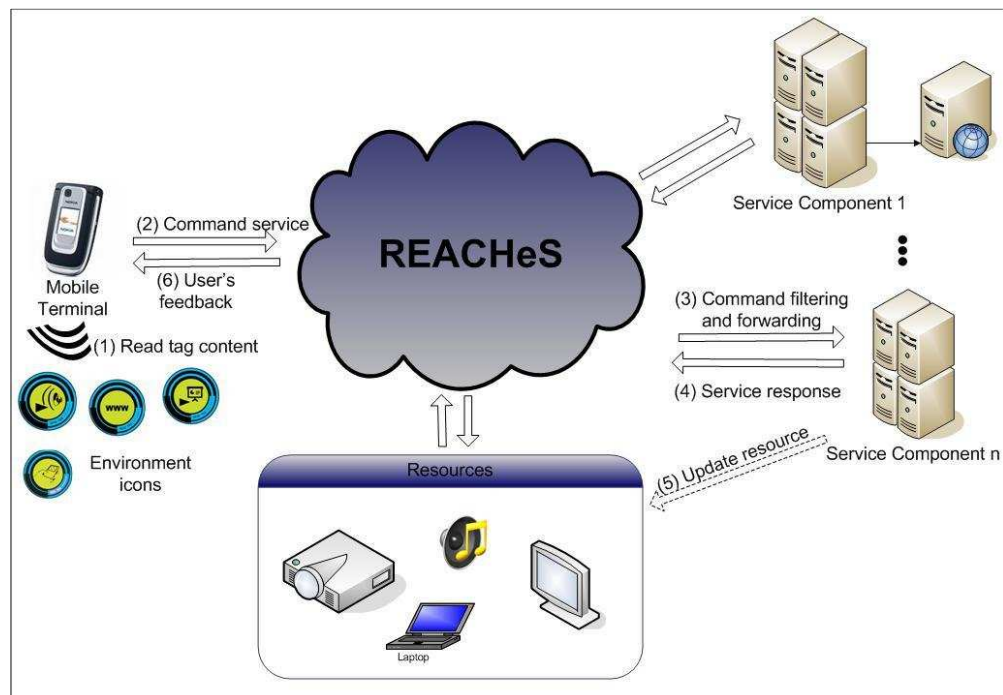 Service Component 1
(2) Command service
REACHeS
(6) User's
feedback
Mobile
Terminal
(3) Command filtering
and forwarding
(1) Read tag content
www
(4) Service response
Environment
icons
Resources
(5) Update resource
Service Component n
Laptop